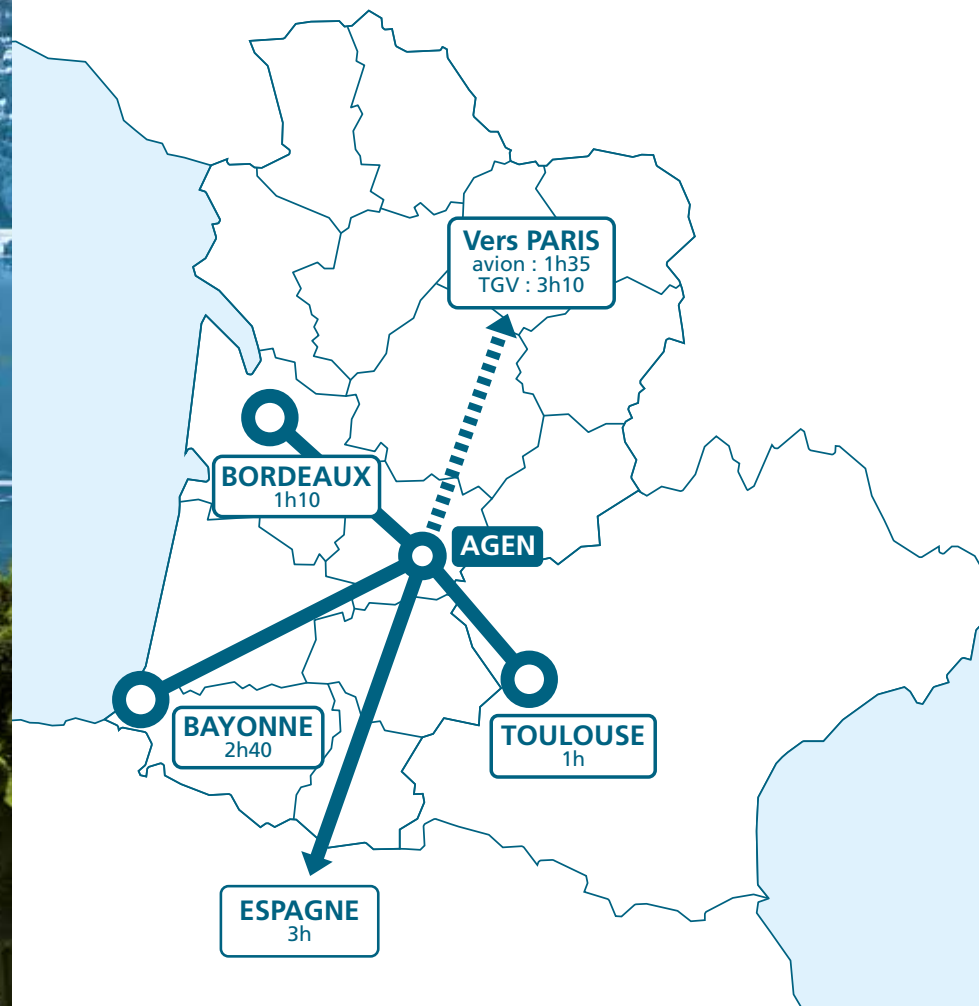 Vers PARIS
avion : 1h35
TGV : 3h10
BORDEAUX
1h10
AGEN
BAYONNE
2h40
TOULOUSE
1h
ESPAGNE
3h